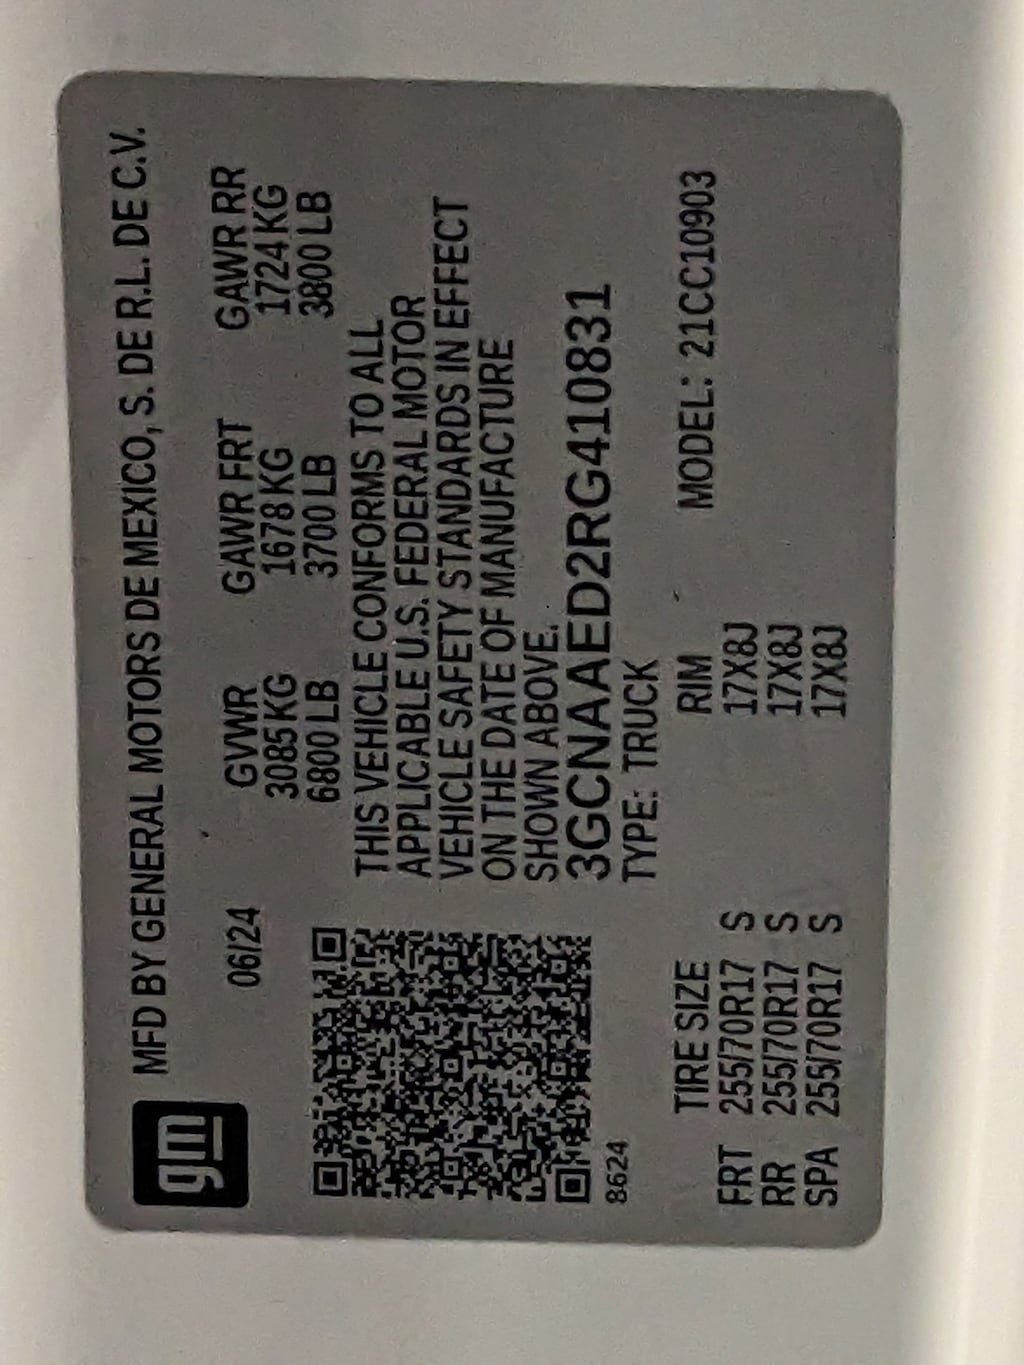 gm
MFD BY GENERAL MOTORS DE MEXICO, S. DE R.L. DE C.V.
06/24
GVWR GAWR FRT GAWR RR
3085 KG 1678 KG 1724 KG
6800 LB 3700 LB 3800 LB
THIS VEHICLE CONFORMS TO ALL
APPLICABLE U.S. FEDERAL MOTOR
VEHICLE SAFETY STANDARDS IN EFFECT
ON THE DATE OF MANUFACTURE
SHOWN ABOVE.
3GCNAAED2RG410831
8624
TYPE: TRUCK
TIRE SIZE RIM MODEL: 21CC10903
FRT 255/70R17 S 17X8J
RR 255/70R17 S 17X8J
SPA 255/70R17 S 17X8J